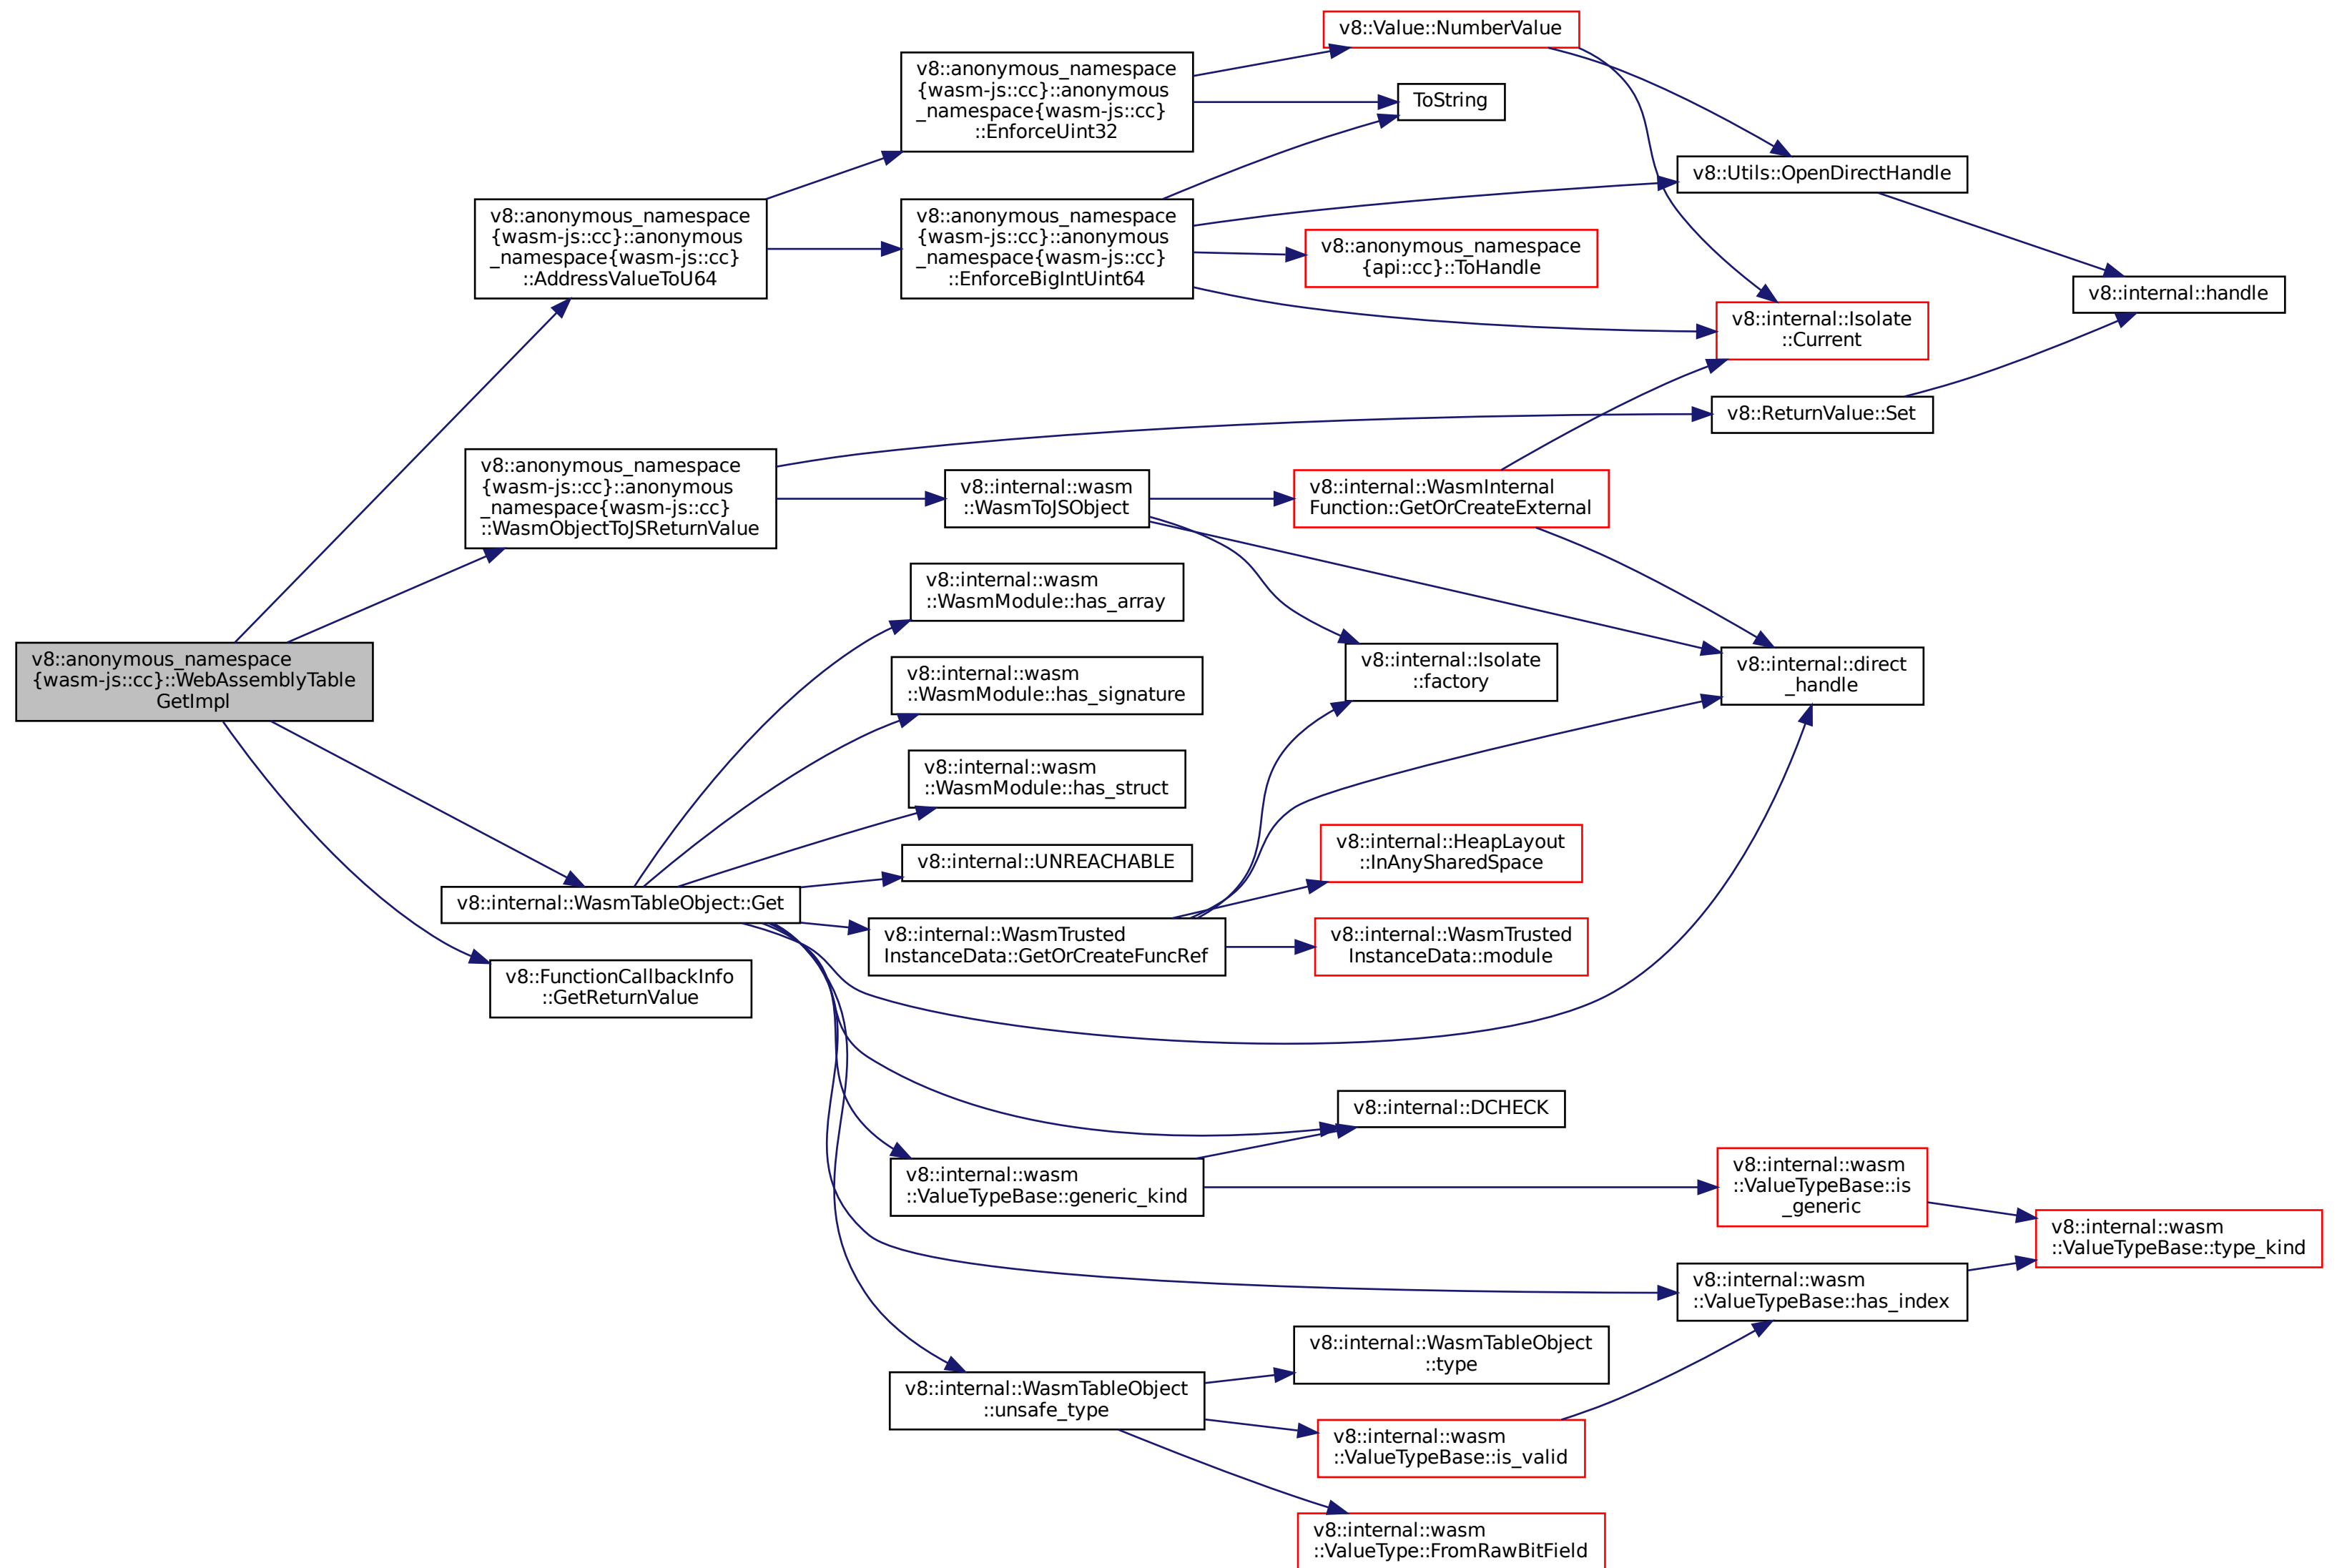 v8::Value::NumberValue
v8::anonymous_namespace
{wasm-js::cc}::anonymous
_namespace{wasm-js::cc}
::EnforceUint32
ToString
v8::Utils::OpenDirectHandle
v8::anonymous_namespace
{wasm-js::cc}::anonymous
_namespace{wasm-js::cc}
::AddressValueToU64
v8::anonymous_namespace
{wasm-js::cc}::anonymous
_namespace{wasm-js::cc}
::EnforceBigIntUint64
v8::anonymous_namespace
{api::cc}::ToHandle
v8::internal::handle
v8::internal::Isolate
::Current
v8::ReturnValue::Set
v8::anonymous_namespace
{wasm-js::cc}::anonymous
_namespace{wasm-js::cc}
::WasmObjectToJSReturnValue
v8::internal::wasm
::WasmToJSObject
v8::internal::WasmInternal
Function::GetOrCreateExternal
v8::internal::wasm
::WasmModule::has_array
v8::anonymous_namespace
{wasm-js::cc}::WebAssemblyTable
GetImpl
v8::internal::wasm
::WasmModule::has_signature
v8::internal::Isolate
::factory
v8::internal::direct
_handle
v8::internal::wasm
::WasmModule::has_struct
v8::internal::UNREACHABLE
v8::internal::HeapLayout
::InAnySharedSpace
v8::internal::WasmTableObject::Get
v8::internal::WasmTrusted
InstanceData::GetOrCreateFuncRef
v8::internal::WasmTrusted
InstanceData::module
v8::FunctionCallbackInfo
::GetReturnValue
v8::internal::DCHECK
v8::internal::wasm
::ValueTypeBase::generic_kind
v8::internal::wasm
::ValueTypeBase::is
_generic
v8::internal::wasm
::ValueTypeBase::type_kind
v8::internal::wasm
::ValueTypeBase::has_index
v8::internal::WasmTableObject
::type
v8::internal::WasmTableObject
::unsafe_type
v8::internal::wasm
::ValueTypeBase::is_valid
v8::internal::wasm
::ValueType::FromRawBitField